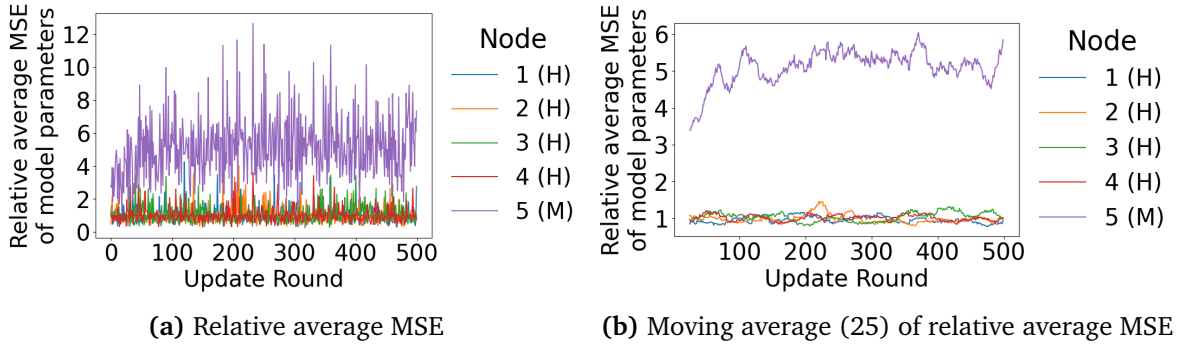 Relative average MSE
of model parameters
12
10
8
6
4
2
0
0
100
200
300
400
500
Update Round
Node
1 (H)
2 (H)
3 (H)
4 (H)
5 (M)
(a) Relative average MSE
Relative average MSE
of model parameters
6
5
4
3
2
1
100
200
300
400
500
Update Round
Node
1 (H)
2 (H)
3 (H)
4 (H)
5 (M)
(b) Moving average (25) of relative average MSE